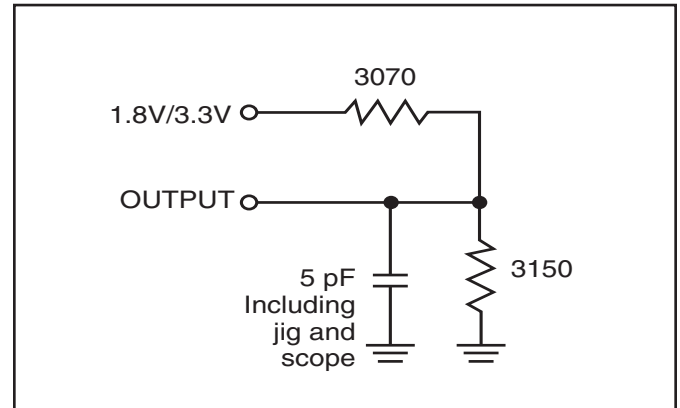 3070
1.8V/3.3V
OUTPUT
3150
5 pF
Including
jig and
scope